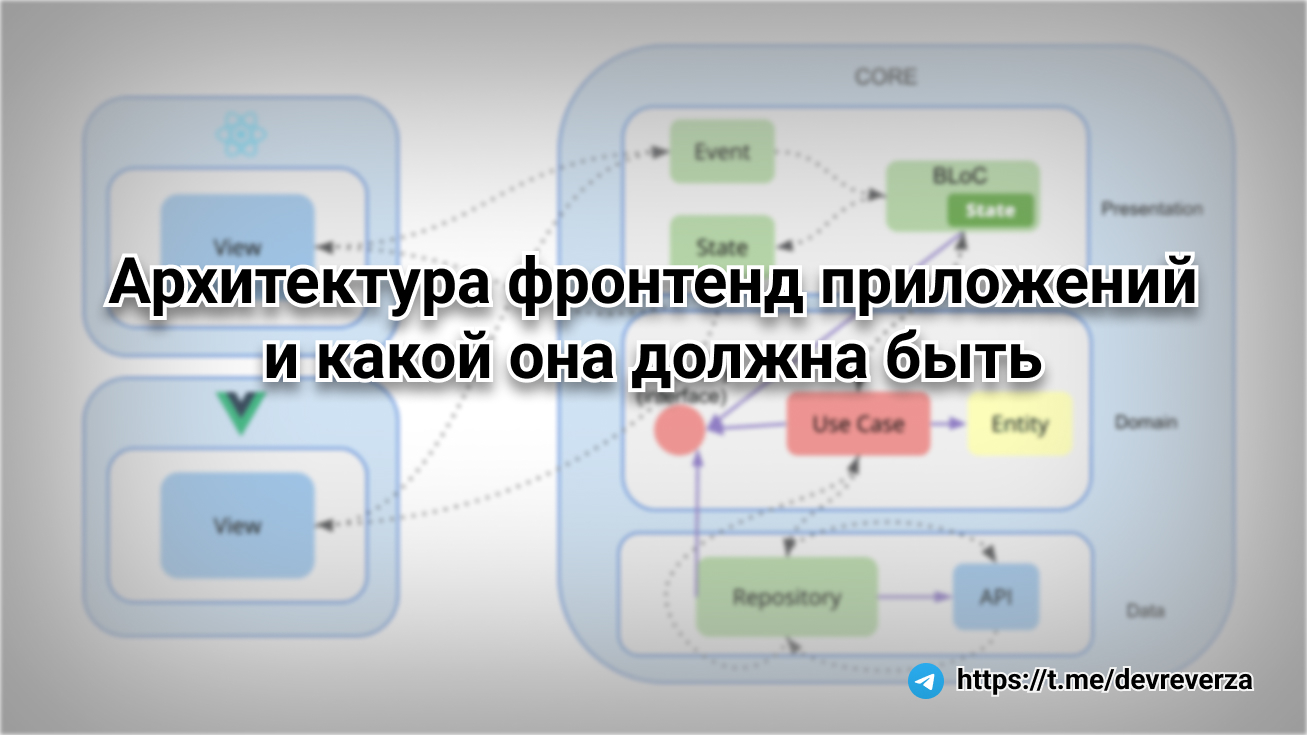 CORE
Event
BLoC
State
Presentation
View
State
Архитектура фронтенд приложений
и какой она должна быть
(interface)
Use Case
Entity
Domain
View
Repository
API
Data
https://t.me/devreverza